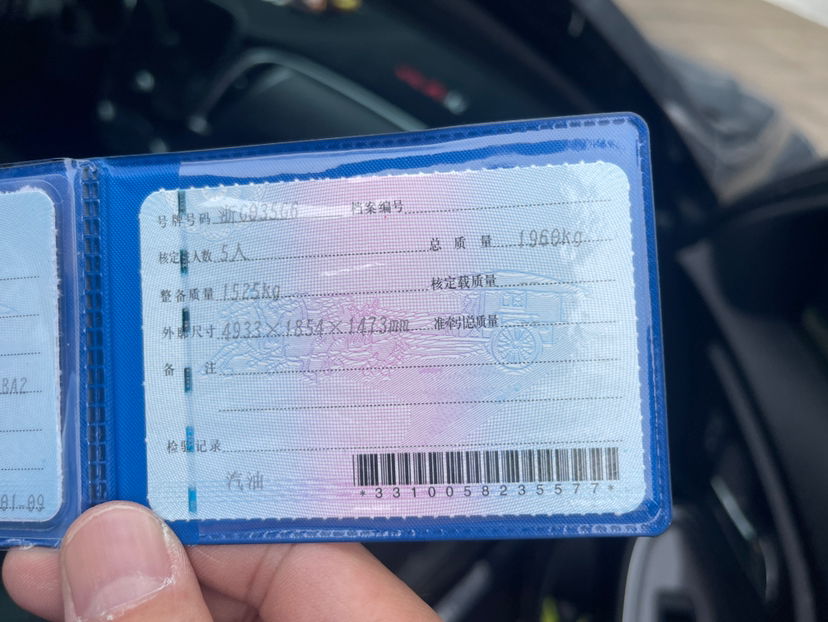 号牌号码 浙G035G6 档案编号
核定载人数 5人 总质量 1960kg
整备质量 1525kg 核定载质量
外廓尺寸 4933×1854×1473mm 准牵引总质量
备注
检验记录
汽油
*3310058235577*
BA2
01-09